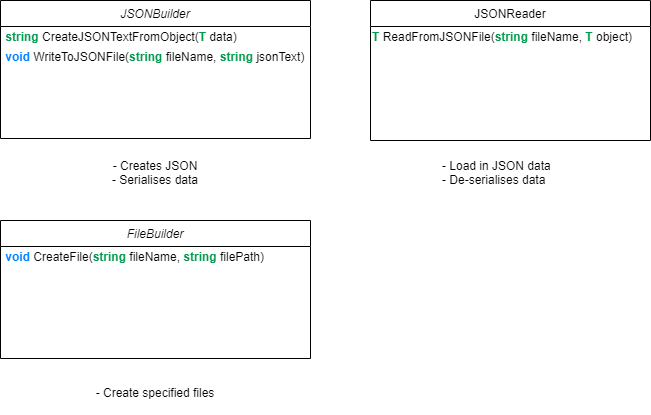 JSONBuilder
string CreateJSONTextFromObject(T data)
void WriteToJSONFile(string fileName, string jsonText)
- Creates JSON
- Serialises data
JSONReader
T ReadFromJSONFile(string fileName, T object)
- Load in JSON data
- De-serialises data
FileBuilder
void CreateFile(string fileName, string filePath)
- Create specified files